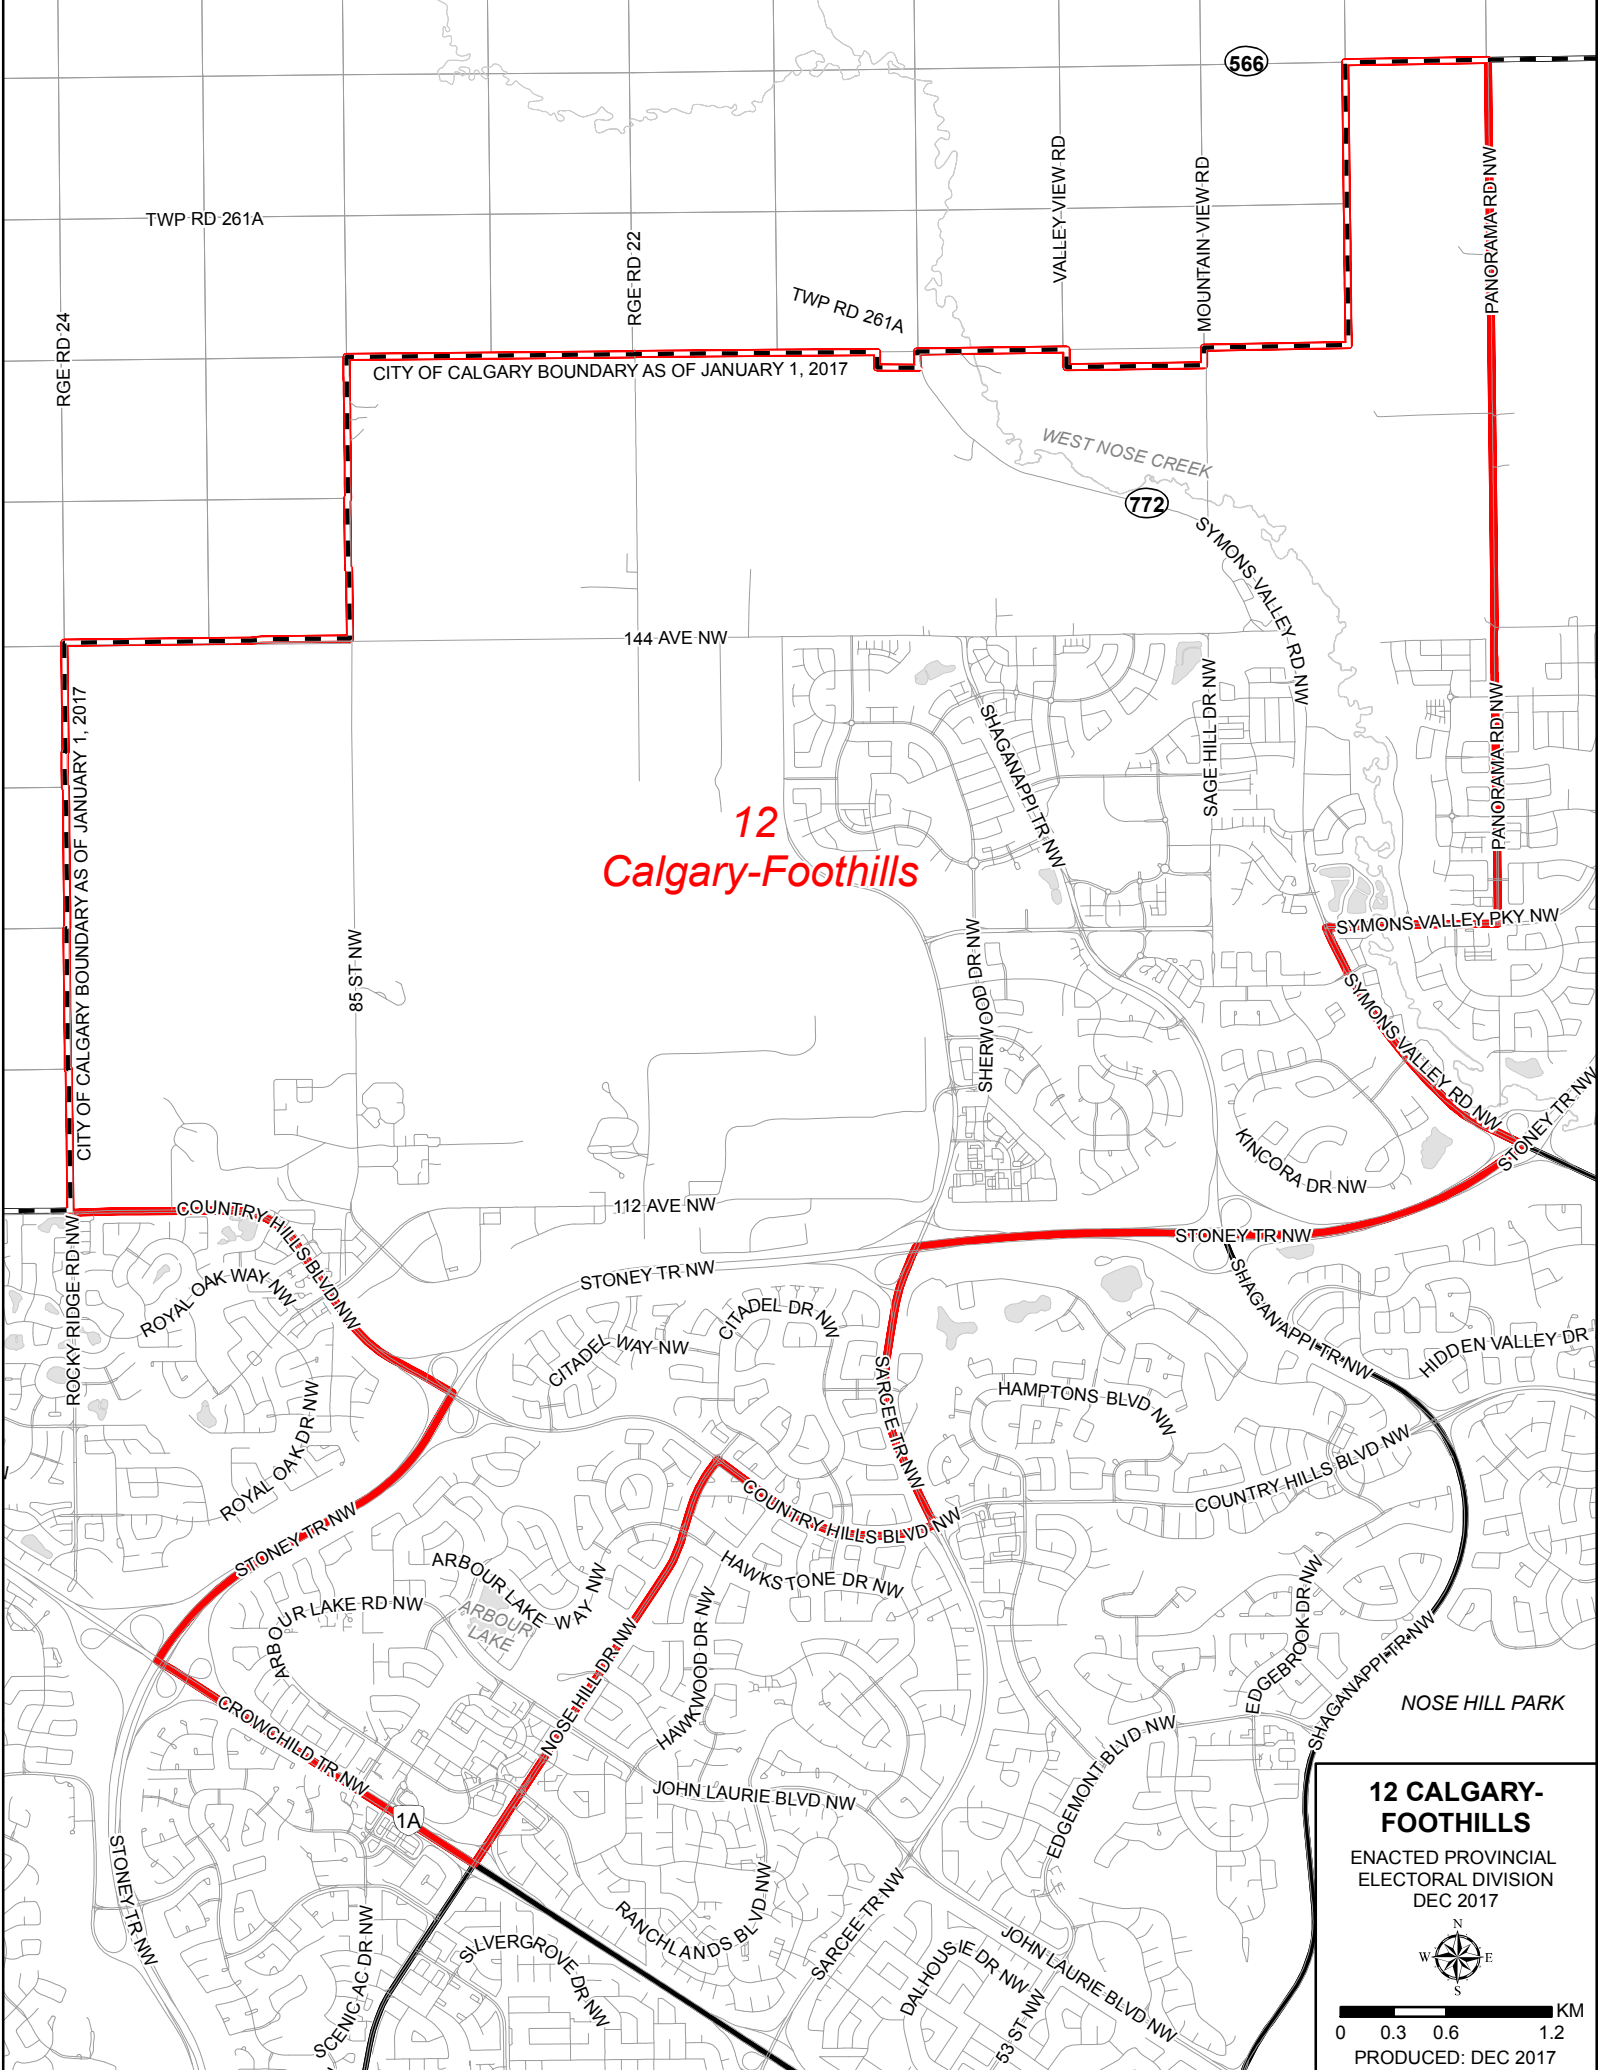 566
TWP RD 261A
RGE RD 22
VALLEY VIEW RD
MOUNTAIN VIEW RD
PANORAMA RD NW
RGE RD 24
TWP RD 261A
CITY OF CALGARY BOUNDARY AS OF JANUARY 1, 2017
WEST NOSE CREEK
772
SYMONS VALLEY RD NW
144 AVE NW
CITY OF CALGARY BOUNDARY AS OF JANUARY 1, 2017
SHAGANAPPI TR NW
SAGE HILL DR NW
PANORAMA RD NW
12
Calgary-Foothills
85 ST NW
SHERWOOD DR NW
SYMONS VALLEY PKY NW
SYMONS VALLEY RD NW
STONEY TR NW
KINCORA DR NW
112 AVE NW
COUNTRY HILLS BLVD NW
ROCKY RIDGE RD NW
ROYAL OAK WAY NW
STONEY TR NW
STONEY TR NW
SHAGANAPPI TR NW
CITADEL DR NW
CITADEL WAY NW
HIDDEN VALLEY DR
SARCEE TR NW
HAMPTONS BLVD NW
ROYAL OAK DR NW
COUNTRY HILLS BLVD NW
COUNTRY HILLS BLVD NW
STONEY TR NW
ARBOUR LAKE WAY NW
HAWKSTONE DR NW
ARBOUR LAKE RD NW
ARBOUR
LAKE
NOSE HILL DR NW
HAWKWOOD DR NW
EDGEBROOK DR NW
SHAGANAPPI TR NW
NOSE HILL PARK
CROWCHILD TR NW
1A
JOHN LAURIE BLVD NW
EDGEMONT BLVD NW
STONEY TR NW
RANCHLANDS BLVD NW
SARCEE TR NW
SILVERGROVE DR NW
SCENIC AC DR NW
DALHOUSIE DR NW
JOHN LAURIE BLVD NW
53 ST NW
12 CALGARY-
FOOTHILLS
ENACTED PROVINCIAL
ELECTORAL DIVISION
DEC 2017
N
W E
S
KM
0 0.3 0.6 1.2
PRODUCED: DEC 2017